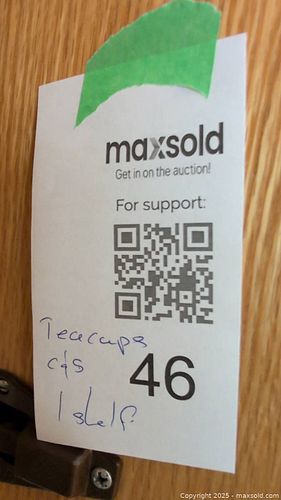 maxsold
Get in on the auction!
For support:
Teacups
c&s
46
1 shelf
Copyright 2025 - maxsold.com